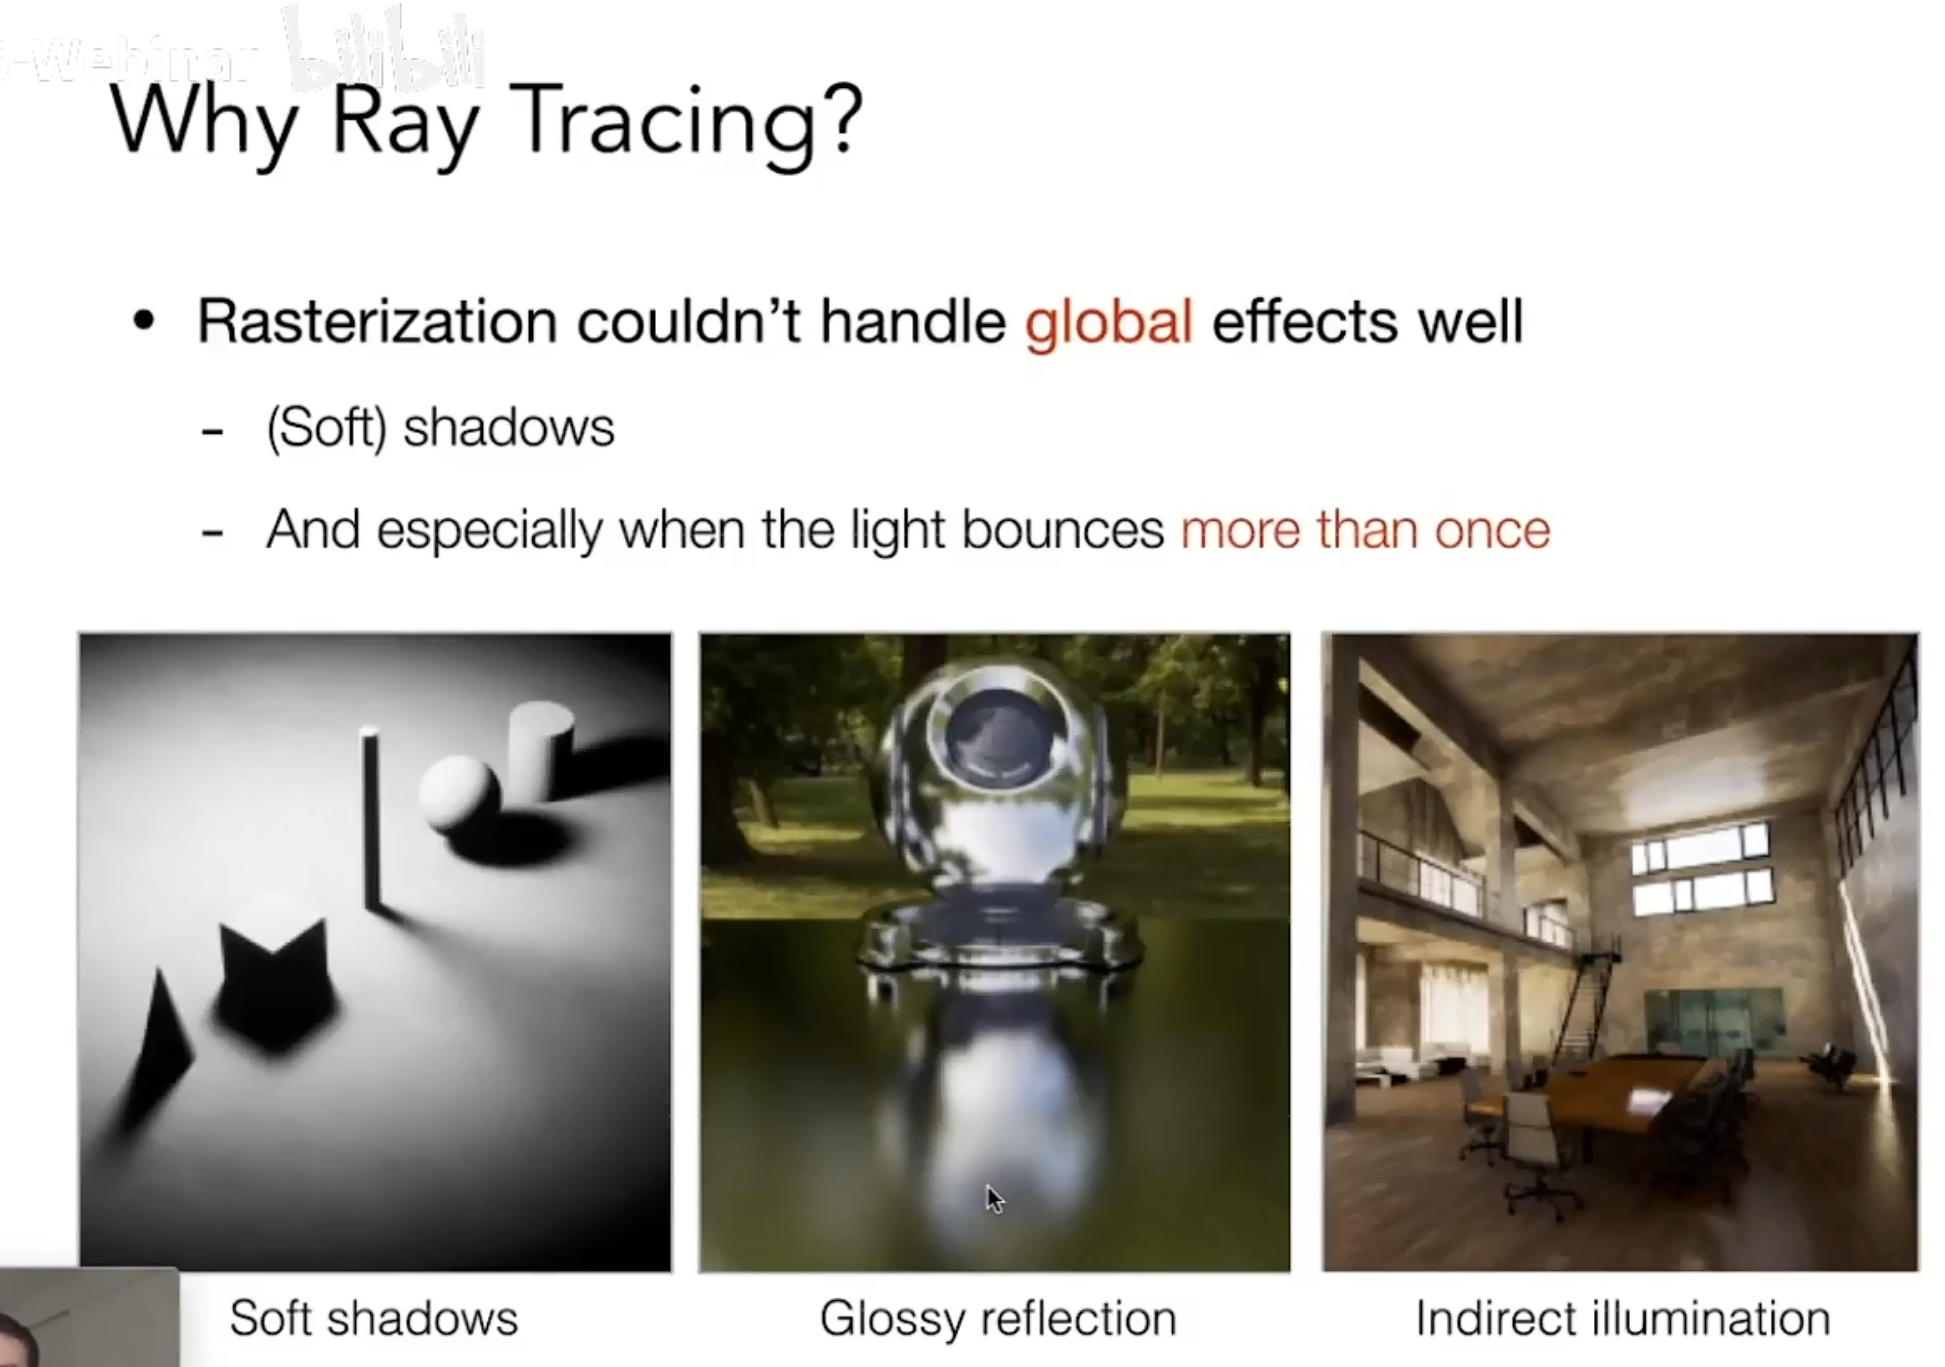 -Webinar bilibili
Why Ray Tracing?
• Rasterization couldn't handle global effects well
- (Soft) shadows
- And especially when the light bounces more than once
Soft shadows
Glossy reflection
Indirect illumination